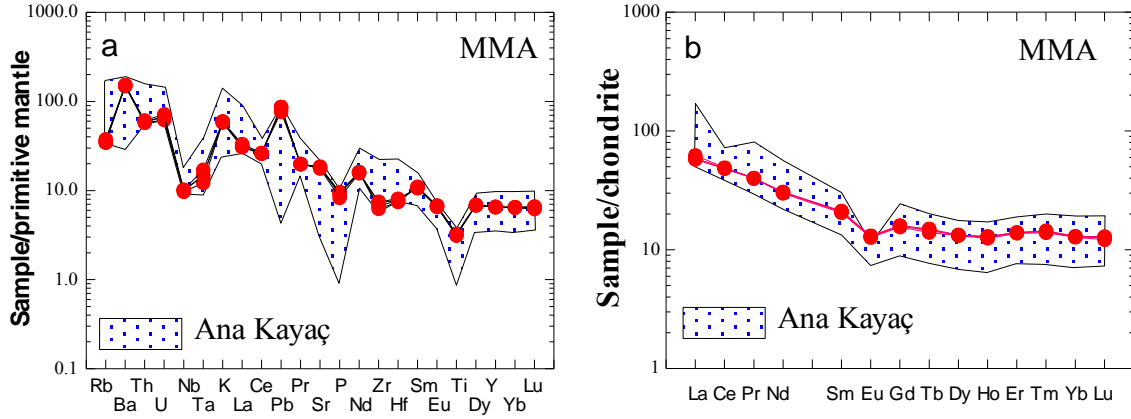 a
MMA
Sample/primitive mantle
1000.0
100.0
10.0
1.0
0.1
Ana Kayaç
Rb Th Nb K Ce Pr P Zr Sm Ti Y Lu
Ba U Ta La Pb Sr Nd Hf Eu Dy Yb
b
MMA
Sample/chondrite
1000
100
10
1
Ana Kayaç
La Ce Pr Nd Sm Eu Gd Tb Dy Ho Er Tm Yb Lu